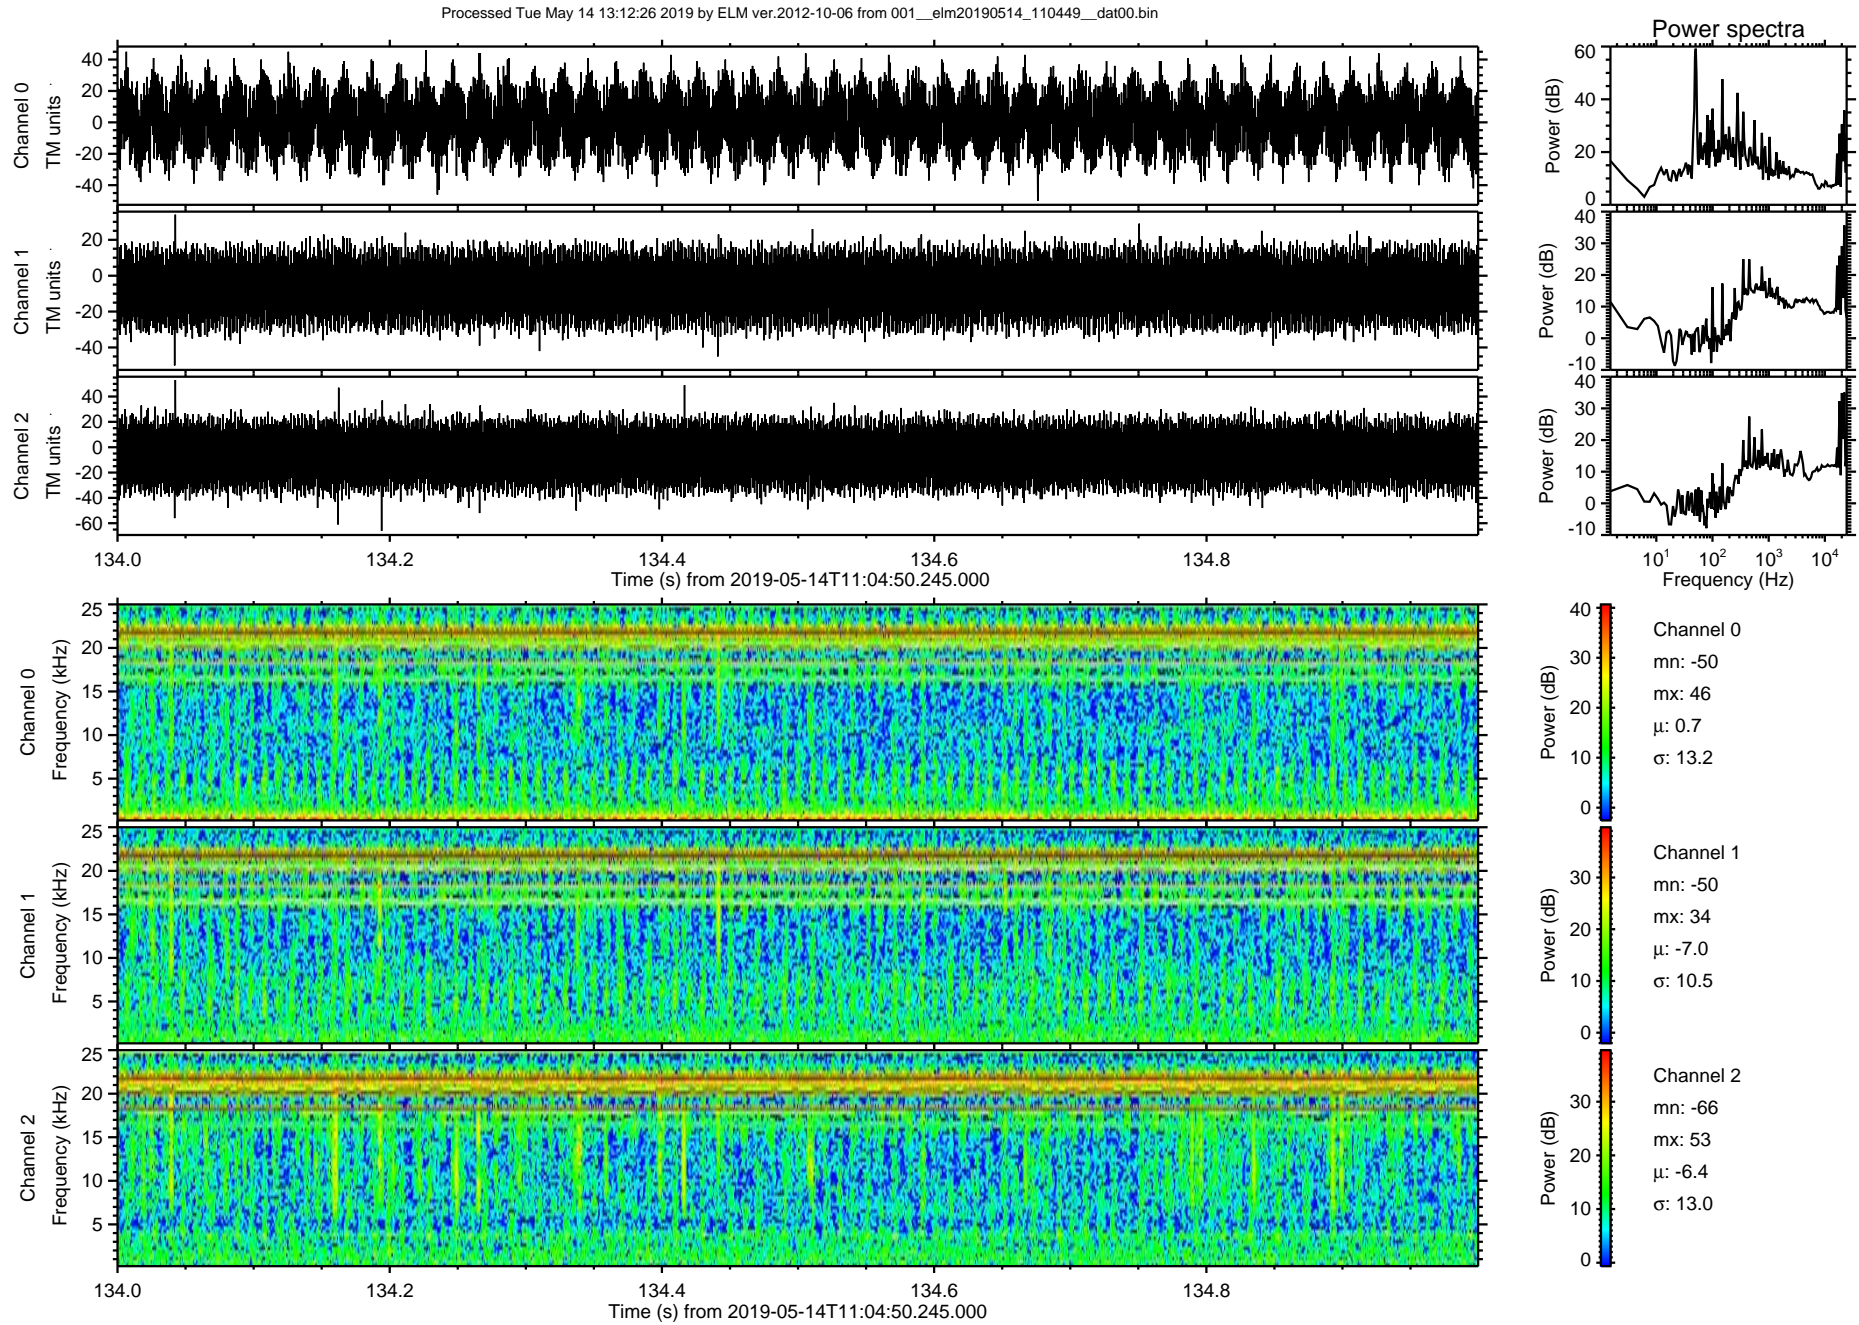 Processed Tue May 14 13:12:26 2019 by ELM ver.2012-10-06 from 001__elm20190514_110449__dat00.bin
Power spectra
Channel 0
TM units
40
20
0
-20
-40
Power (dB)
60
40
20
0
Channel 1
TM units
20
0
-20
-40
Power (dB)
40
30
20
10
0
-10
Channel 2
TM units
40
20
0
-20
-40
-60
Power (dB)
40
30
20
10
0
-10
134.0 134.2 134.4 134.6 134.8
Time (s) from 2019-05-14T11:04:50.245.000
10^1 10^2 10^3 10^4
Frequency (Hz)
Channel 0
Frequency (kHz)
25
20
15
10
5
Power (dB)
40
30
20
10
0
Channel 0
mn: -50
mx: 46
μ: 0.7
σ: 13.2
Channel 1
Frequency (kHz)
25
20
15
10
5
Power (dB)
30
20
10
0
Channel 1
mn: -50
mx: 34
μ: -7.0
σ: 10.5
Channel 2
Frequency (kHz)
25
20
15
10
5
Power (dB)
30
20
10
0
Channel 2
mn: -66
mx: 53
μ: -6.4
σ: 13.0
134.0 134.2 134.4 134.6 134.8
Time (s) from 2019-05-14T11:04:50.245.000